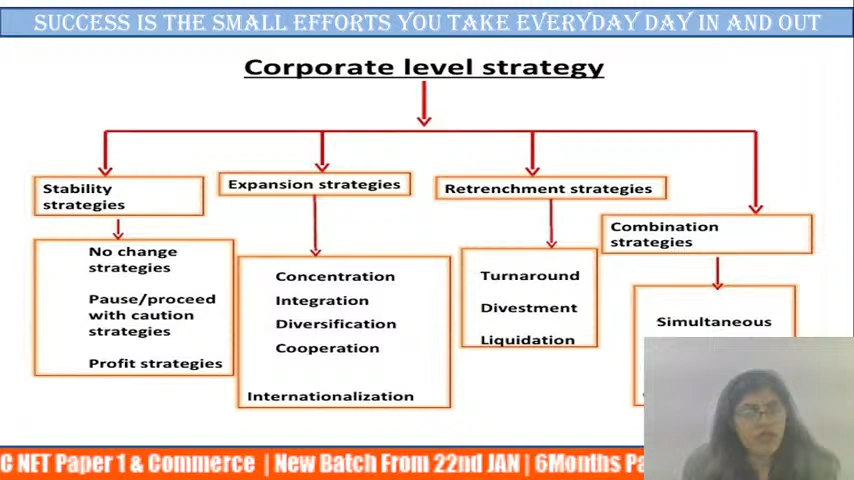 SUCCESS IS THE SMALL EFFORTS YOU TAKE EVERYDAY DAY IN AND OUT
Corporate level strategy
Stability
strategies
Expansion strategies
Retrenchment strategies
Combination
strategies
No change
strategies
Pause/proceed
with caution
strategies
Profit strategies
Concentration
Integration
Diversification
Cooperation
Internationalization
Turnaround
Divestment
Liquidation
Simultaneous
C NET Paper 1 & Commerce | New Batch From 22nd JAN | 6Months